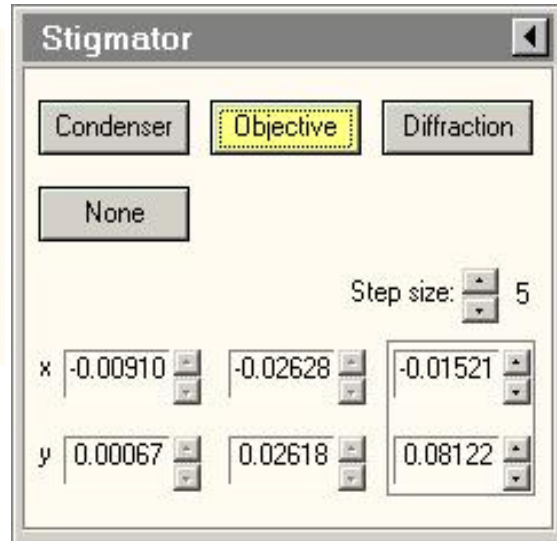 Stigmator
Condenser Objective Diffraction
None
Step size: 5
x -0.00910 -0.02628 -0.01521
y 0.00067 0.02618 0.08122